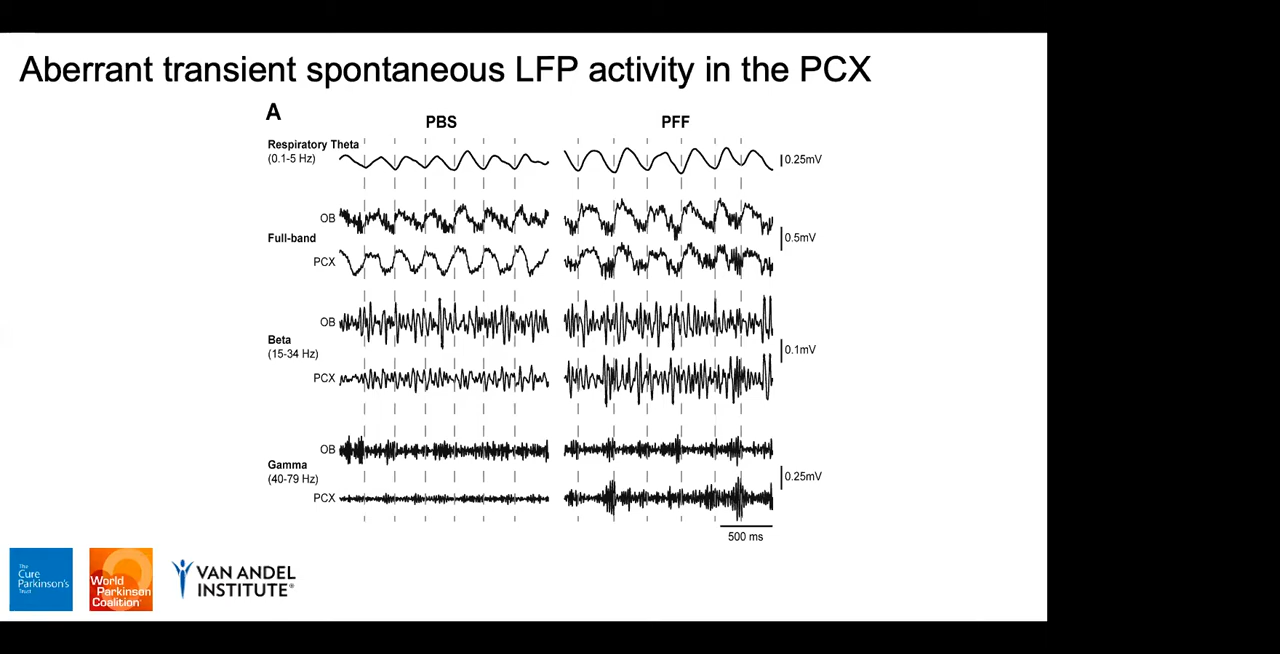 Aberrant transient spontaneous LFP activity in the PCX
A
PBS
PFF
Respiratory Theta
(0.1-5 Hz)
0.25mV
OB
Full-band
0.5mV
PCX
OB
Beta
(15-34 Hz)
0.1mV
PCX
OB
Gamma
(40-79 Hz)
0.25mV
PCX
500 ms
The
Cure
Parkinson's
Trust
World
Parkinson
Coalition
VAN ANDEL
INSTITUTE®